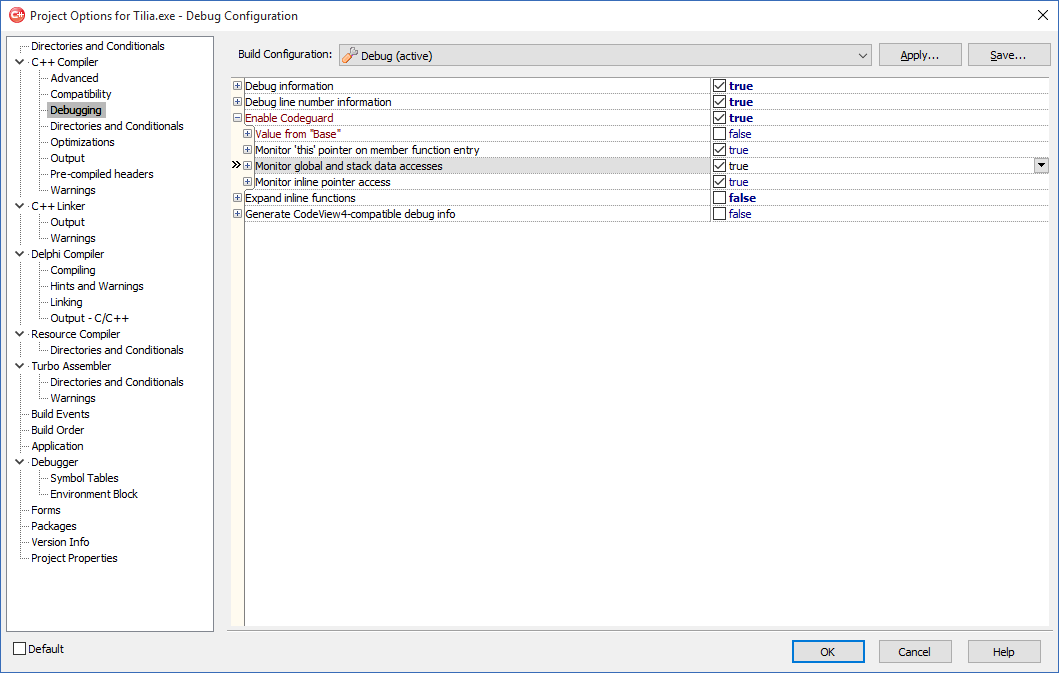 Project Options for Tilia.exe - Debug Configuration
Directories and Conditionals
C++ Compiler
Advanced
Compatibility
Debugging
Directories and Conditionals
Optimizations
Output
Pre-compiled headers
Warnings
C++ Linker
Output
Warnings
Delphi Compiler
Compiling
Hints and Warnings
Linking
Output - C/C++
Resource Compiler
Directories and Conditionals
Turbo Assembler
Directories and Conditionals
Warnings
Build Events
Build Order
Application
Debugger
Symbol Tables
Environment Block
Forms
Packages
Version Info
Project Properties
Build Configuration: Debug (active) Apply... Save...
Debug information true
Debug line number information true
Enable Codeguard true
Value from "Base" false
Monitor 'this' pointer on member function entry true
Monitor global and stack data accesses true
Monitor inline pointer access true
Expand inline functions false
Generate CodeView4-compatible debug info false
Default
OK Cancel Help